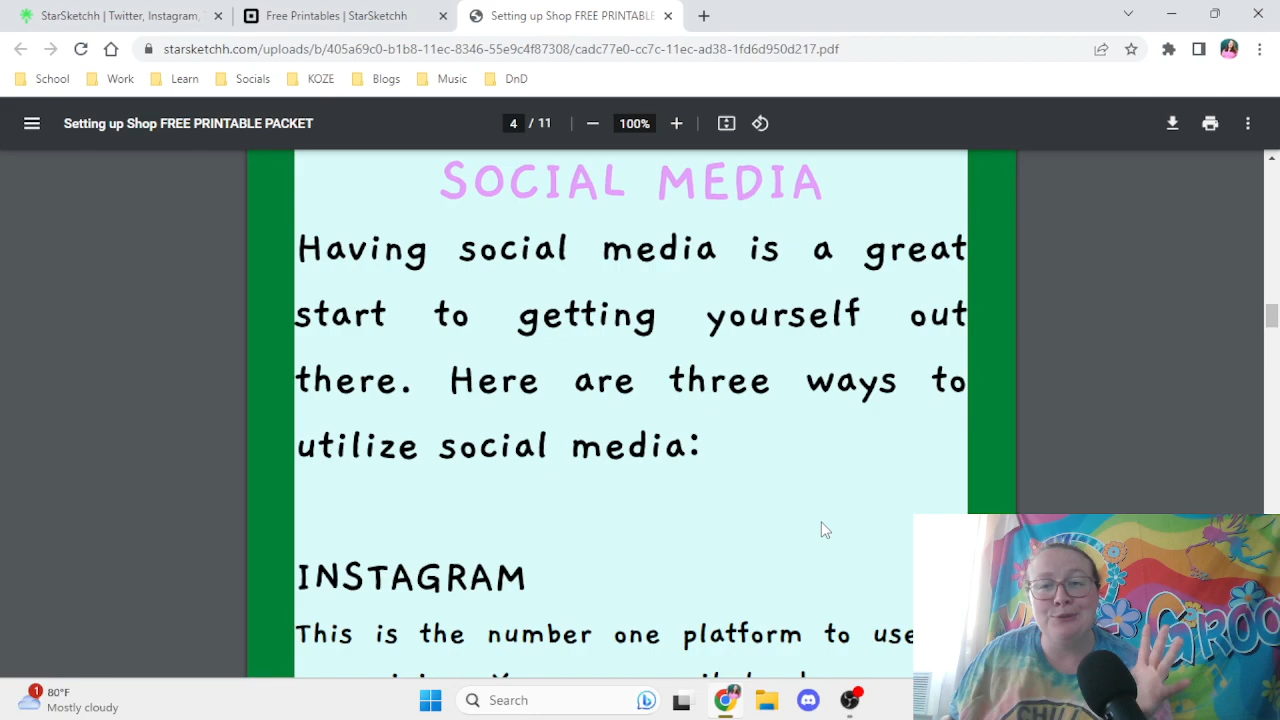 StarSketchh | Twitter, Instagram, T
Free Printables | StarSketchh
Setting up Shop FREE PRINTABLE
starsketchh.com/uploads/b/405a69c0-b1b8-11ec-8346-55e9c4f87308/cadc77e0-cc7c-11ec-ad38-1fd6d950d217.pdf
School Work Learn Socials KOZE Blogs Music DnD
Setting up Shop FREE PRINTABLE PACKET 4 / 11 100%
SOCIAL MEDIA
Having social media is a great
start to getting yourself out
there. Here are three ways to
utilize social media:
INSTAGRAM
This is the number one platform to use
CHILL
1
80°F
Mostly cloudy
Search